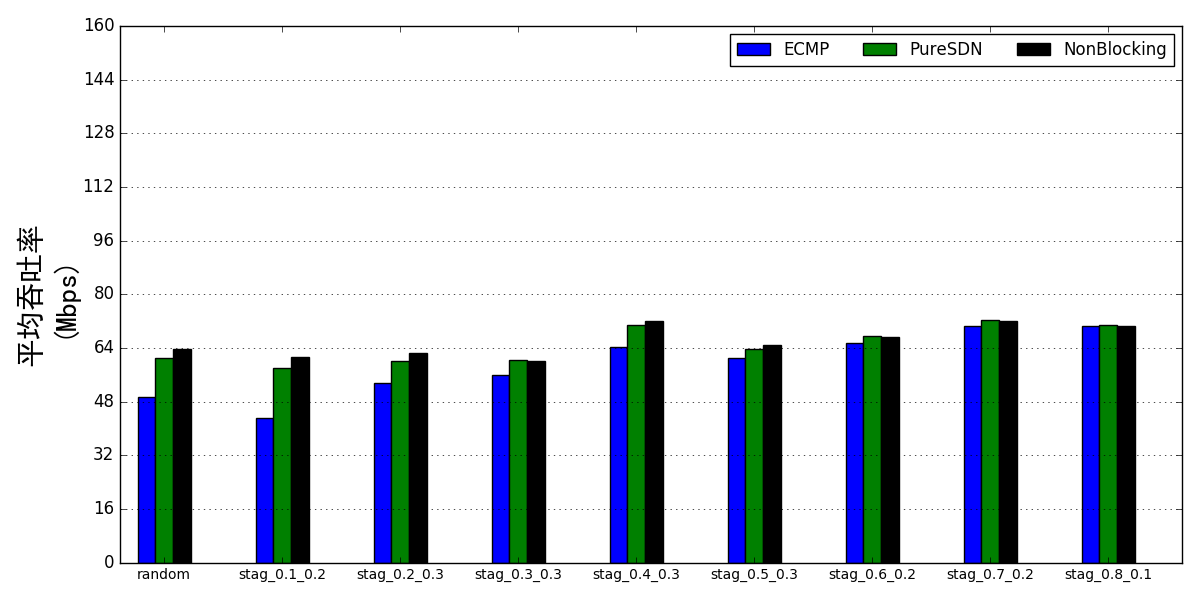 160
144
128
112
96
80
64
48
32
16
0
平均吞吐率
(Mbps)
ECMP PureSDN NonBlocking
random stag_0.1_0.2 stag_0.2_0.3 stag_0.3_0.3 stag_0.4_0.3 stag_0.5_0.3 stag_0.6_0.2 stag_0.7_0.2 stag_0.8_0.1